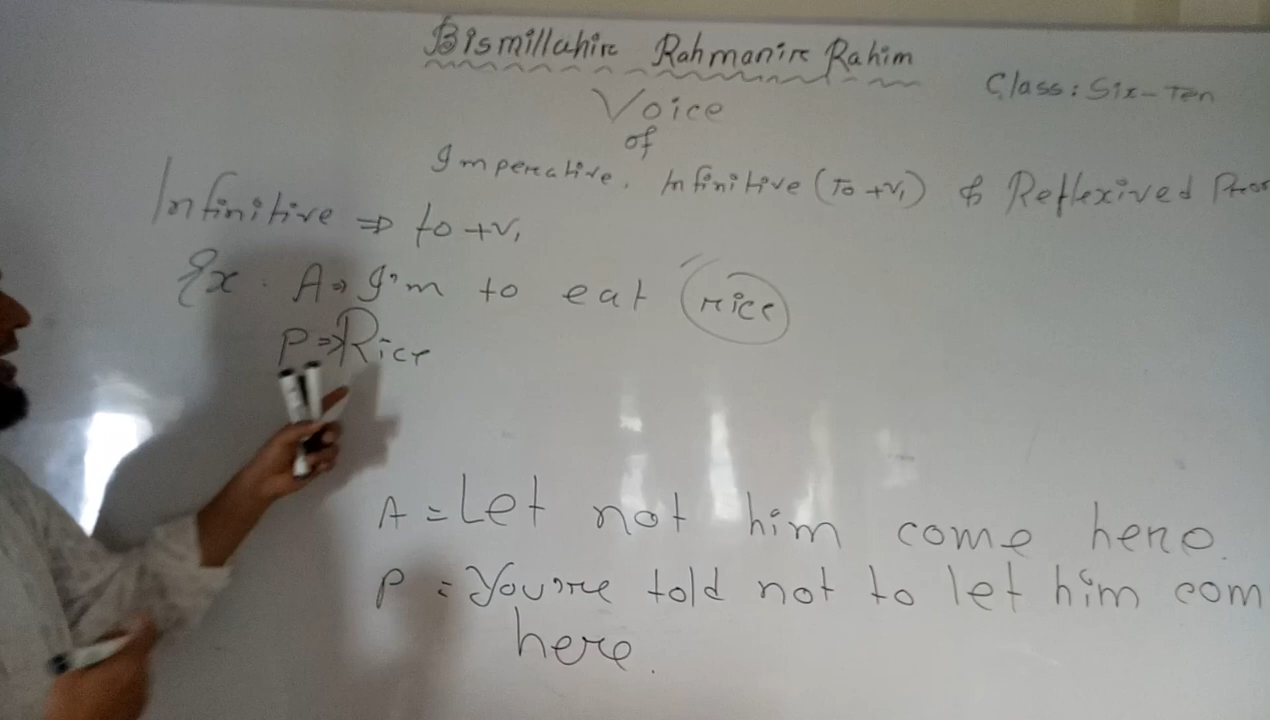 Bismillahir Rahmanir Rahim
Class: Six-Ten
Voice
of
Imperative, Infinitive (To +V1) & Reflexived Pron
Infinitive ⇒ to +V1
Ex. A⇒ I'm to eat rice
P⇒Rice
A = Let not him come here.
P = You're told not to let him com
here.